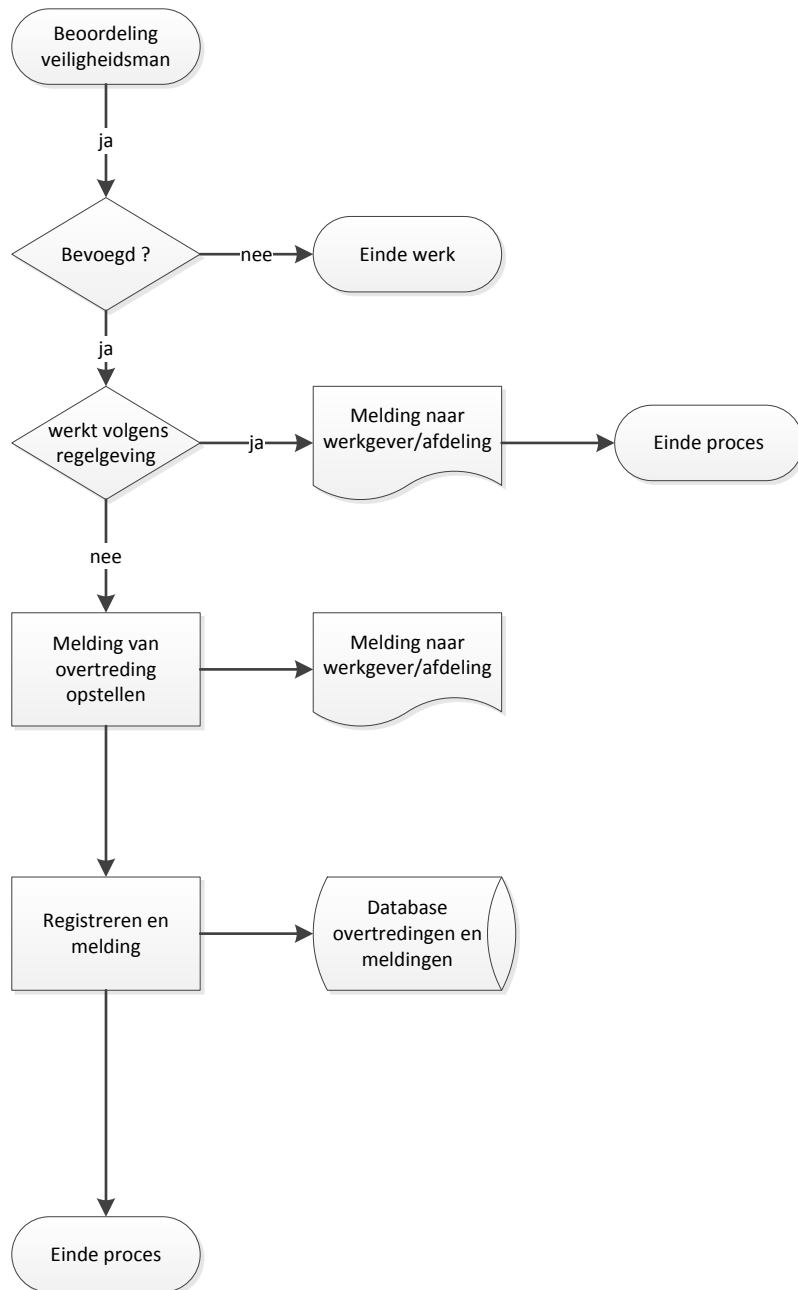 Beoordeling
veiligheidsman
ja
Bevoegd ?
nee
Einde werk
ja
werkt volgens
regelgeving
ja
Melding naar
werkgever/afdeling
Einde proces
nee
Melding van
overtreding
opstellen
Melding naar
werkgever/afdeling
Registreren en
melding
Database
overtredingen en
meldingen
Einde proces